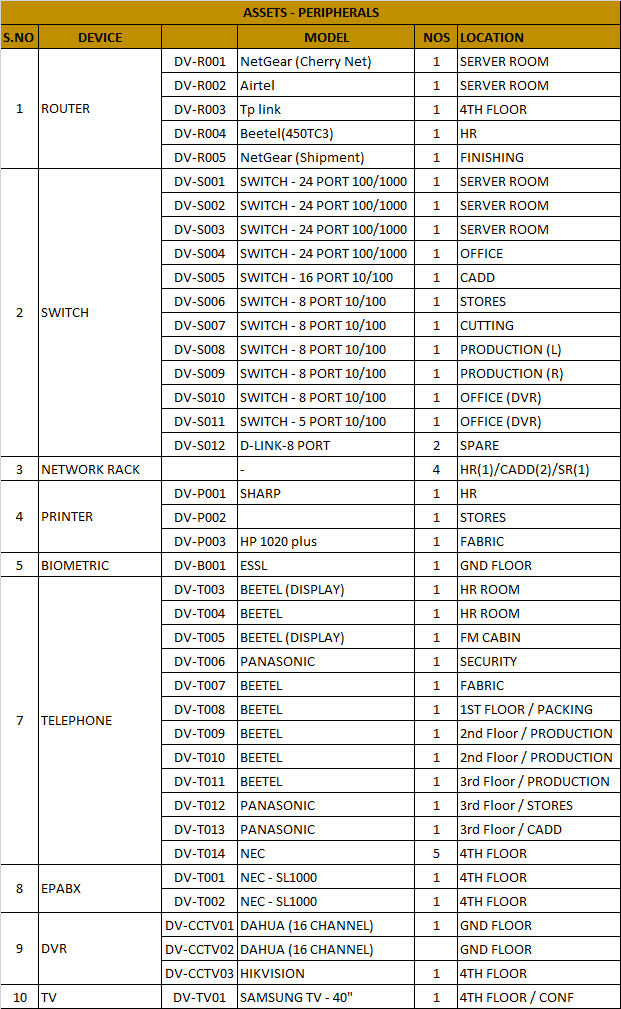 ASSETS - PERIPHERALS
S.NO DEVICE MODEL NOS LOCATION
1 ROUTER
DV-R001 NetGear (Cherry Net) 1 SERVER ROOM
DV-R002 Airtel 1 SERVER ROOM
DV-R003 Tp link 1 4TH FLOOR
DV-R004 Beetel(450TC3) 1 HR
DV-R005 NetGear (Shipment) 1 FINISHING
2 SWITCH
DV-S001 SWITCH - 24 PORT 100/1000 1 SERVER ROOM
DV-S002 SWITCH - 24 PORT 100/1000 1 SERVER ROOM
DV-S003 SWITCH - 24 PORT 100/1000 1 SERVER ROOM
DV-S004 SWITCH - 24 PORT 100/1000 1 OFFICE
DV-S005 SWITCH - 16 PORT 10/100 1 CADD
DV-S006 SWITCH - 8 PORT 10/100 1 STORES
DV-S007 SWITCH - 8 PORT 10/100 1 CUTTING
DV-S008 SWITCH - 8 PORT 10/100 1 PRODUCTION (L)
DV-S009 SWITCH - 8 PORT 10/100 1 PRODUCTION (R)
DV-S010 SWITCH - 8 PORT 10/100 1 OFFICE (DVR)
DV-S011 SWITCH - 5 PORT 10/100 1 OFFICE (DVR)
DV-S012 D-LINK-8 PORT 2 SPARE
3 NETWORK RACK - 4 HR(1)/CADD(2)/SR(1)
4 PRINTER
DV-P001 SHARP 1 HR
DV-P002 1 STORES
DV-P003 HP 1020 plus 1 FABRIC
5 BIOMETRIC DV-B001 ESSL 1 GND FLOOR
7 TELEPHONE
DV-T003 BEETEL (DISPLAY) 1 HR ROOM
DV-T004 BEETEL 1 HR ROOM
DV-T005 BEETEL (DISPLAY) 1 FM CABIN
DV-T006 PANASONIC 1 SECURITY
DV-T007 BEETEL 1 FABRIC
DV-T008 BEETEL 1 1ST FLOOR / PACKING
DV-T009 BEETEL 1 2nd Floor / PRODUCTION
DV-T010 BEETEL 1 2nd Floor / PRODUCTION
DV-T011 BEETEL 1 3rd Floor / PRODUCTION
DV-T012 PANASONIC 1 3rd Floor / STORES
DV-T013 PANASONIC 1 3rd Floor / CADD
DV-T014 NEC 5 4TH FLOOR
8 EPABX
DV-T001 NEC - SL1000 1 4TH FLOOR
DV-T002 NEC - SL1000 1 4TH FLOOR
9 DVR
DV-CCTV01 DAHUA (16 CHANNEL) 1 GND FLOOR
DV-CCTV02 DAHUA (16 CHANNEL) GND FLOOR
DV-CCTV03 HIKVISION 1 4TH FLOOR
10 TV DV-TV01 SAMSUNG TV - 40" 1 4TH FLOOR / CONF